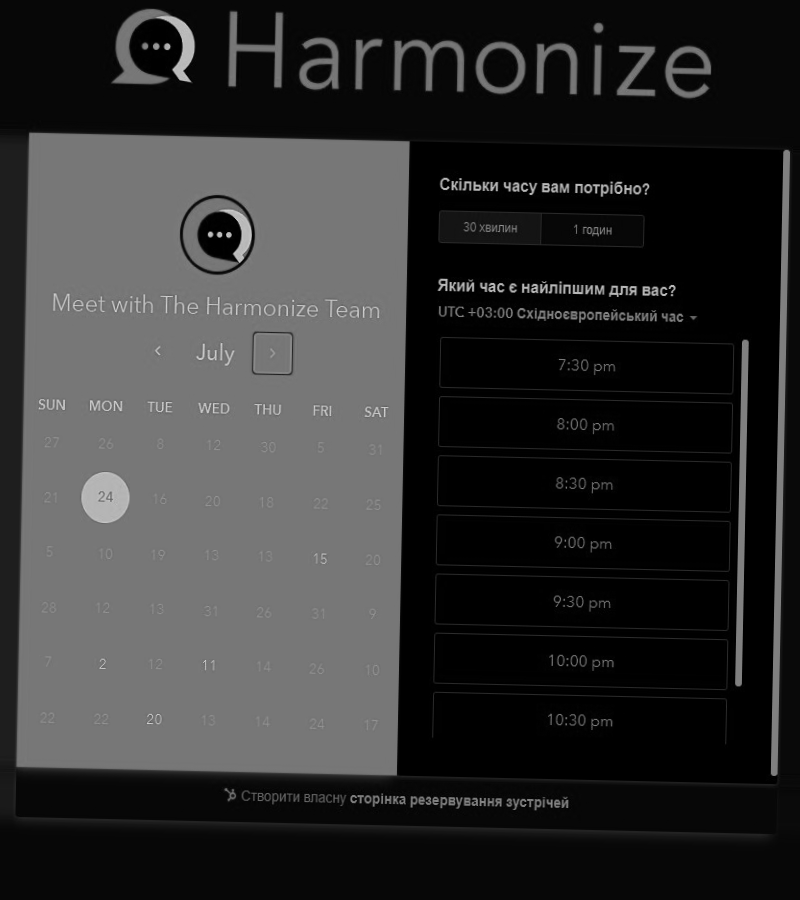 Harmonize
Meet with The Harmonize Team
July
SUN MON TUE WED THU FRI SAT
27 26 8 12 30 5 31
21 24 16 20 18 22 25
5 10 19 13 13 15 20
28 12 13 31 26 31 9
7 2 12 11 14 26 10
22 22 20 13 14 24 17
Скільки часу вам потрібно?
30 хвилин 1 годин
Який час є найліпшим для вас?
UTC +03:00 Східноєвропейський час
7:30 pm
8:00 pm
8:30 pm
9:00 pm
9:30 pm
10:00 pm
10:30 pm
Створити власну сторінка резервування зустрічей